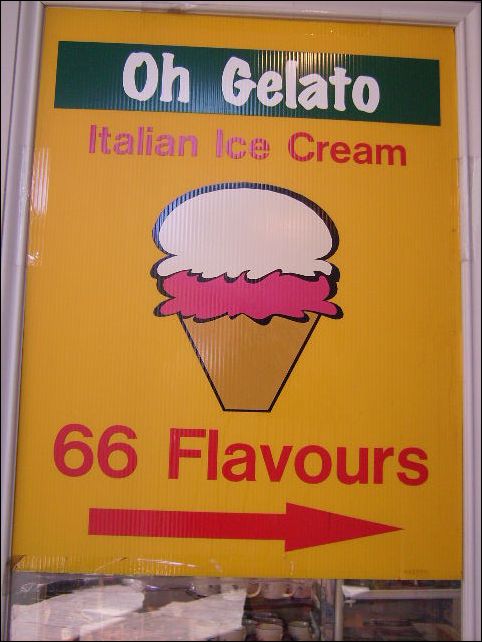 Oh Gelato
Italian Ice Cream
66 Flavours